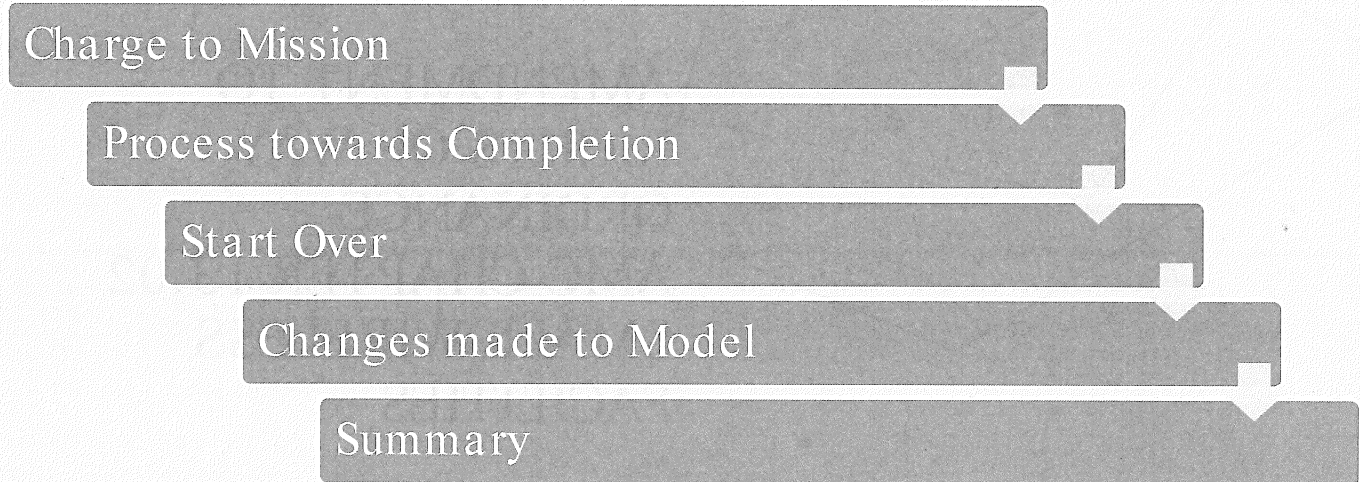 Charge to Mission
Process towards Completion
Start Over
Changes made to Model
Summary